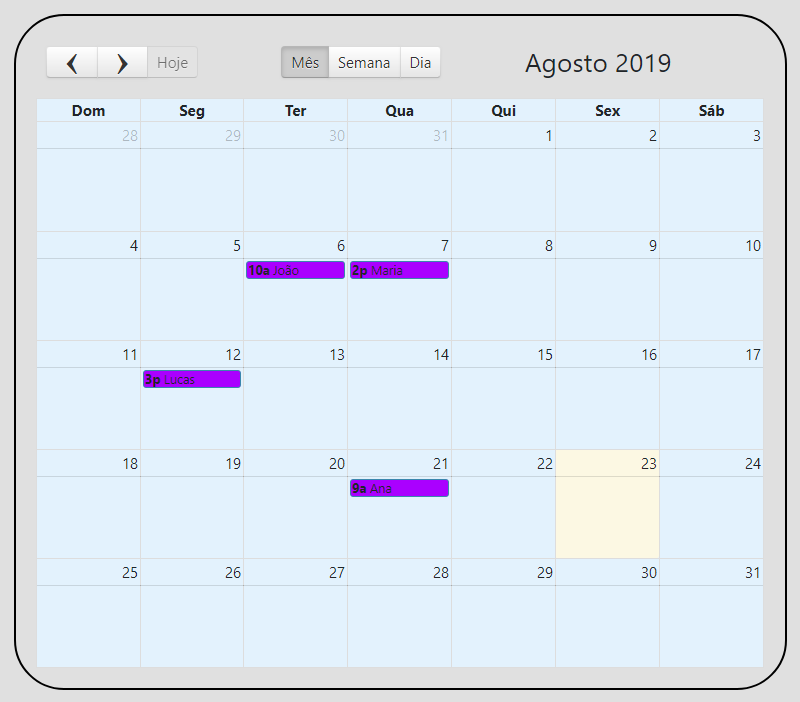 ‹ › Hoje Mês Semana Dia Agosto 2019
Dom Seg Ter Qua Qui Sex Sáb
28 29 30 31 1 2 3
4 5 6 7 8 9 10
10a João 2p Maria
11 12 13 14 15 16 17
3p Lucas
18 19 20 21 22 23 24
9a Ana
25 26 27 28 29 30 31